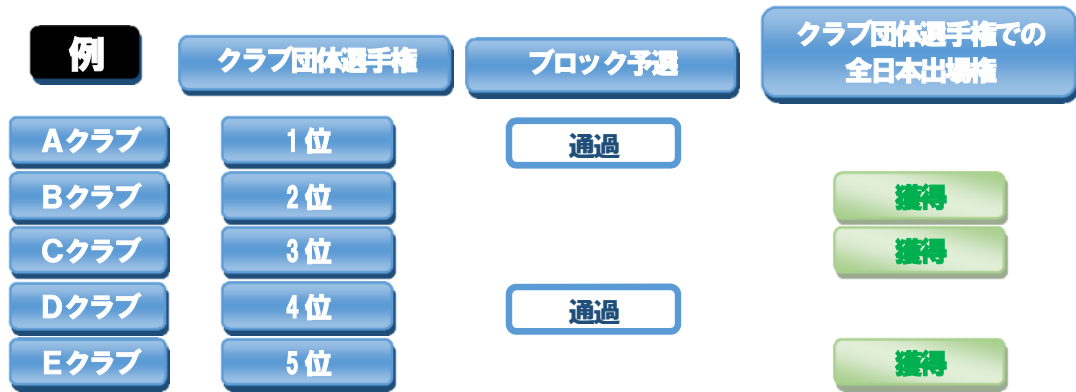 例
クラブ団体選手権
ブロック予選
クラブ団体選手権での
全日本出場権
Aクラブ
1位
通過
Bクラブ
2位
獲得
Cクラブ
3位
獲得
Dクラブ
4位
通過
Eクラブ
5位
獲得